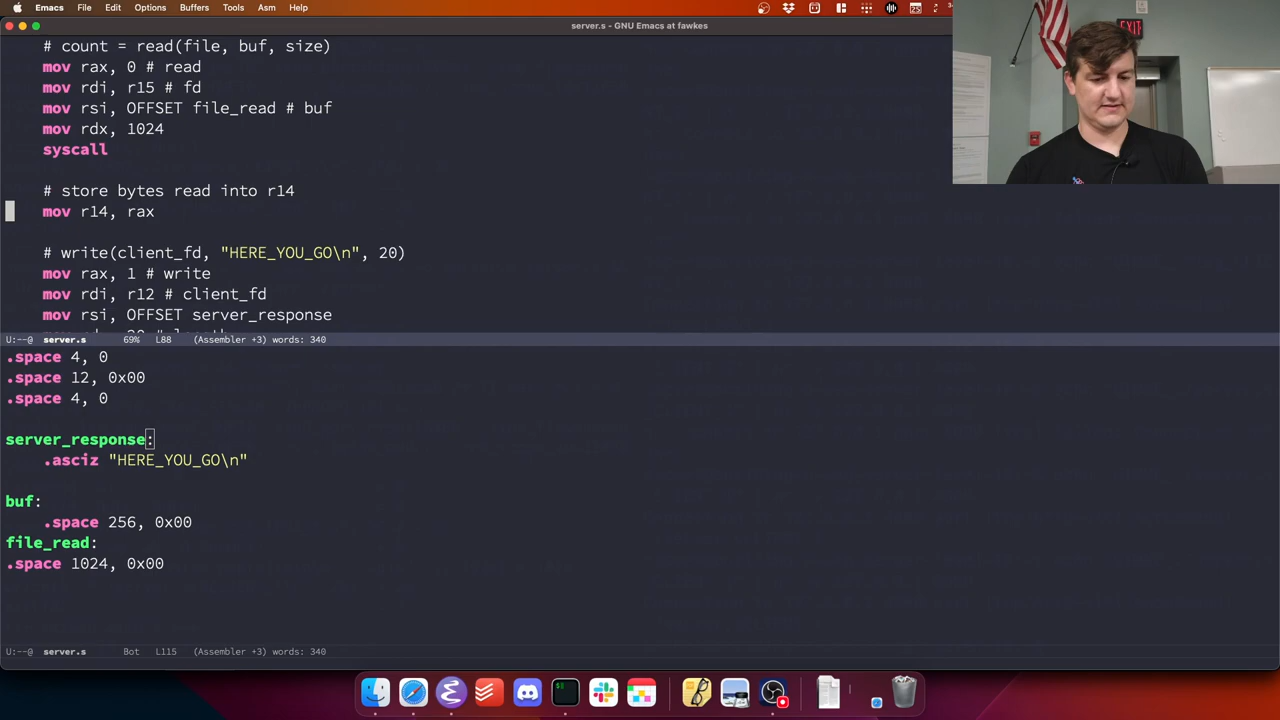 Emacs File Edit Options Buffers Tools Asm Help
server.s - GNU Emacs at fawkes
EXIT
# count = read(file, buf, size)
mov rax, 0 # read
mov rdi, r15 # fd
mov rsi, OFFSET file_read # buf
mov rdx, 1024
syscall
# store bytes read into r14
mov r14, rax
# write(client_fd, "HERE_YOU_GO\n", 20)
mov rax, 1 # write
mov rdi, r12 # client_fd
mov rsi, OFFSET server_response
U:--@ server.s 69% L88 (Assembler +3) words: 340
.space 4, 0
.space 12, 0x00
.space 4, 0
server_response:
.asciz "HERE_YOU_GO\n"
buf:
.space 256, 0x00
file_read:
.space 1024, 0x00
U:--@ server.s Bot L115 (Assembler +3) words: 340